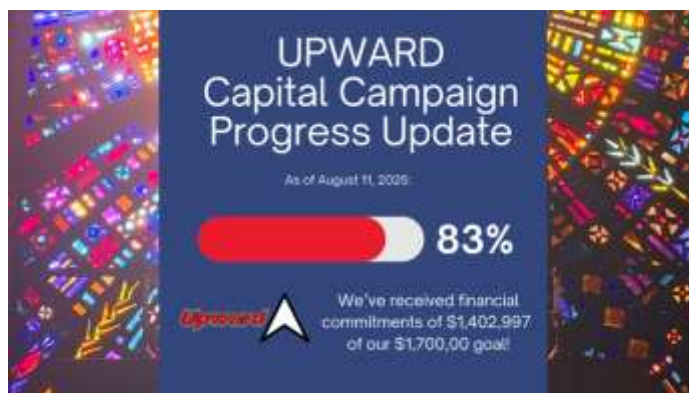 UPWARD
Capital Campaign
Progress Update
As of August 11, 2025:
83%
Upward
We've received financial
commitments of $1,402,997
of our $1,700,00 goal!